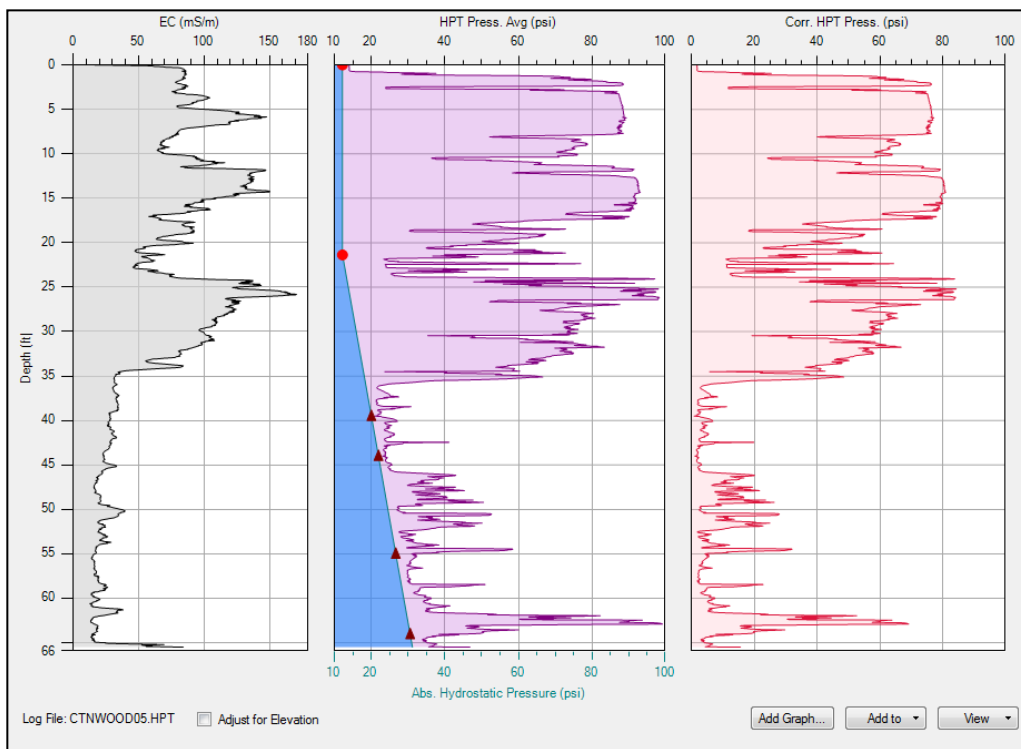 EC (mS/m)
0 50 100 150 180
HPT Press. Avg (psi)
10 20 40 60 80 100
Corr. HPT Press. (psi)
0 20 40 60 80 100
Depth [ft]
0
5
10
15
20
25
30
35
40
45
50
55
60
66
10 20 40 60 80 100
Abs. Hydrostatic Pressure (psi)
Log File: CTNWOOD05.HPT
Adjust for Elevation
Add Graph...
Add to
View